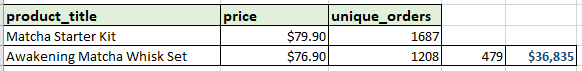 product_title price unique_orders
Matcha Starter Kit $79.90 1687
Awakening Matcha Whisk Set $76.90 1208 479 $36,835